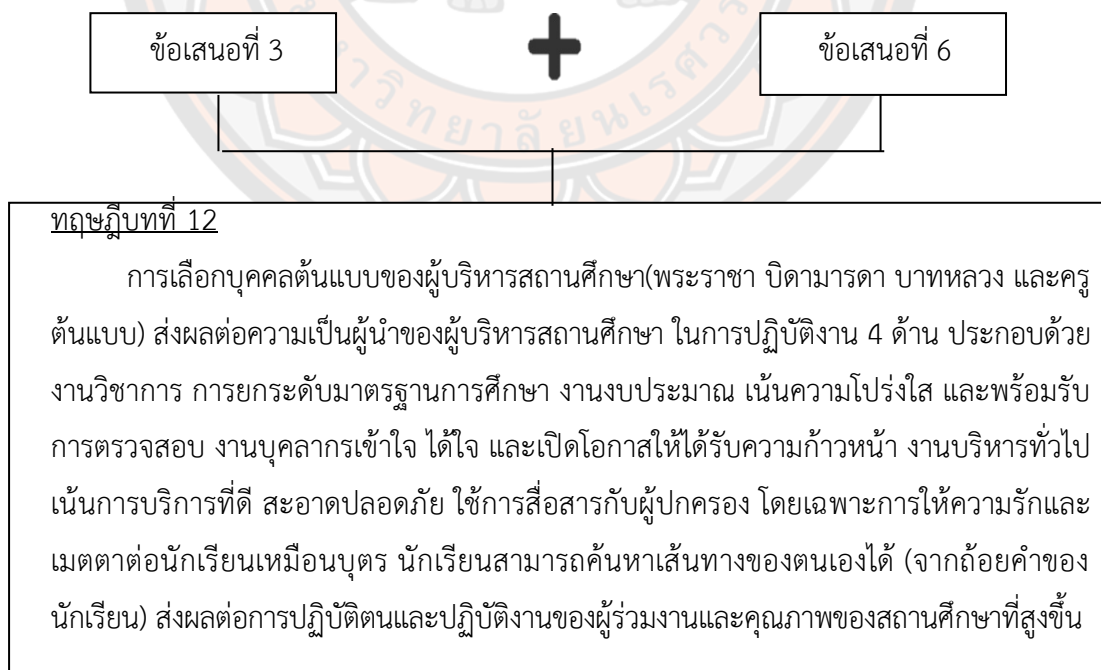 ข้อเสนอที่ 3
ข้อเสนอที่ 6
ทฤษฎีบทที่ 12
การเลือกบุคคลต้นแบบของผู้บริหารสถานศึกษา(พระราชา บิดามารดา บาทหลวง และครู
ต้นแบบ) ส่งผลต่อความเป็นผู้นำของผู้บริหารสถานศึกษา ในการปฏิบัติงาน 4 ด้าน ประกอบด้วย
งานวิชาการ การยกระดับมาตรฐานการศึกษา งานงบประมาณ เน้นความโปร่งใส และพร้อมรับ
การตรวจสอบ งานบุคลากรเข้าใจ ได้ใจ และเปิดโอกาสให้ได้รับความก้าวหน้า งานบริหารทั่วไป
เน้นการบริการที่ดี สะอาดปลอดภัย ใช้การสื่อสารกับผู้ปกครอง โดยเฉพาะการให้ความรักและ
เมตตาต่อนักเรียนเหมือนบุตร นักเรียนสามารถค้นหาเส้นทางของตนเองได้ (จากถ้อยคำของ
นักเรียน) ส่งผลต่อการปฏิบัติตนและปฏิบัติงานของผู้ร่วมงานและคุณภาพของสถานศึกษาที่สูงขึ้น